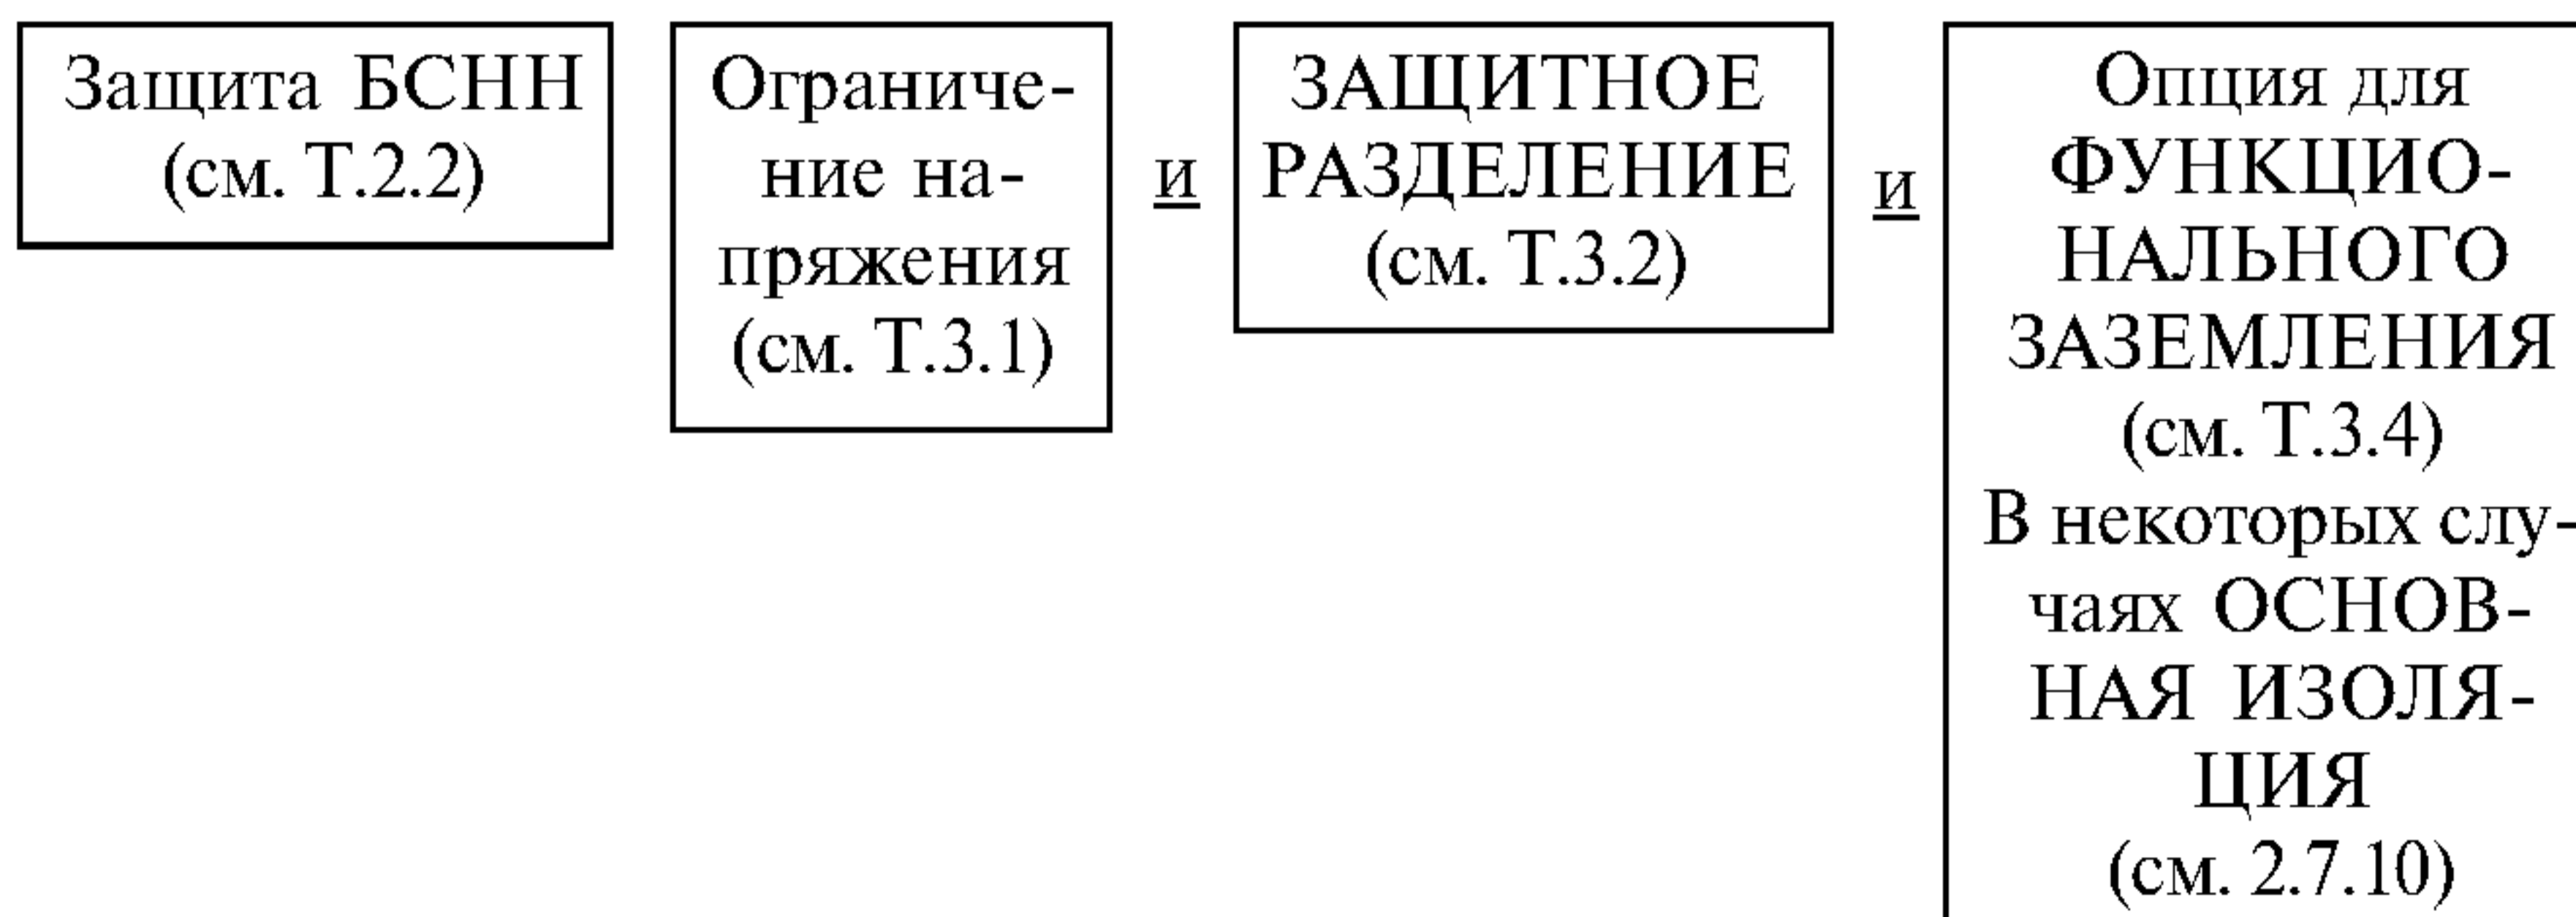 Защита БСНН
(см. Т.2.2)
Ограниче-
ние на-
пряжения
(см. Т.3.1)
и
ЗАЩИТНОЕ
РАЗДЕЛЕНИЕ
(см. Т.3.2)
и
Опция для
ФУНКЦИО-
НАЛЬНОГО
ЗАЗЕМЛЕНИЯ
(см. Т.3.4)
В некоторых слу-
чаях ОСНОВ-
НАЯ ИЗОЛЯ-
ЦИЯ
(см. 2.7.10)